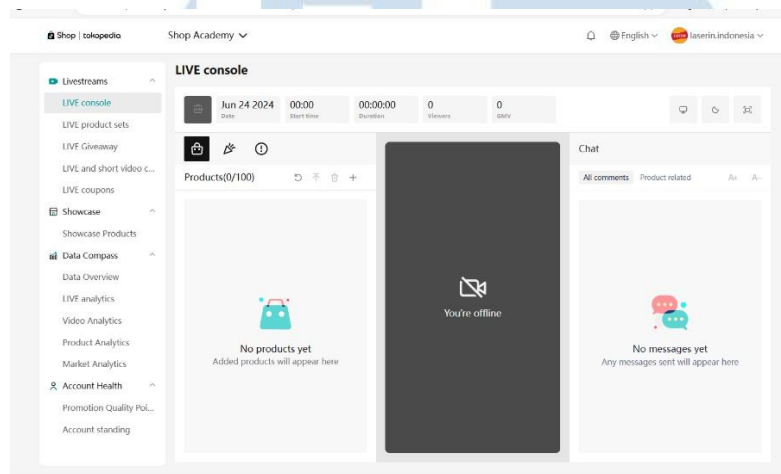 Shop | tokopedia
Shop Academy
English
laserin.indonesia
Livestreams
LIVE console
LIVE product sets
LIVE Giveaway
LIVE and short video c...
LIVE coupons
Showcase
Showcase Products
Data Compass
Data Overview
LIVE analytics
Video Analytics
Product Analytics
Market Analytics
Account Health
Promotion Quality Poi...
Account standing
LIVE console
Jun 24 2024
Date
00:00
Start time
00:00:00
Duration
0
Viewers
0
GMV
Products(0/100)
No products yet
Added products will appear here
You're offline
Chat
All comments Product related A+ A-
No messages yet
Any messages sent will appear here